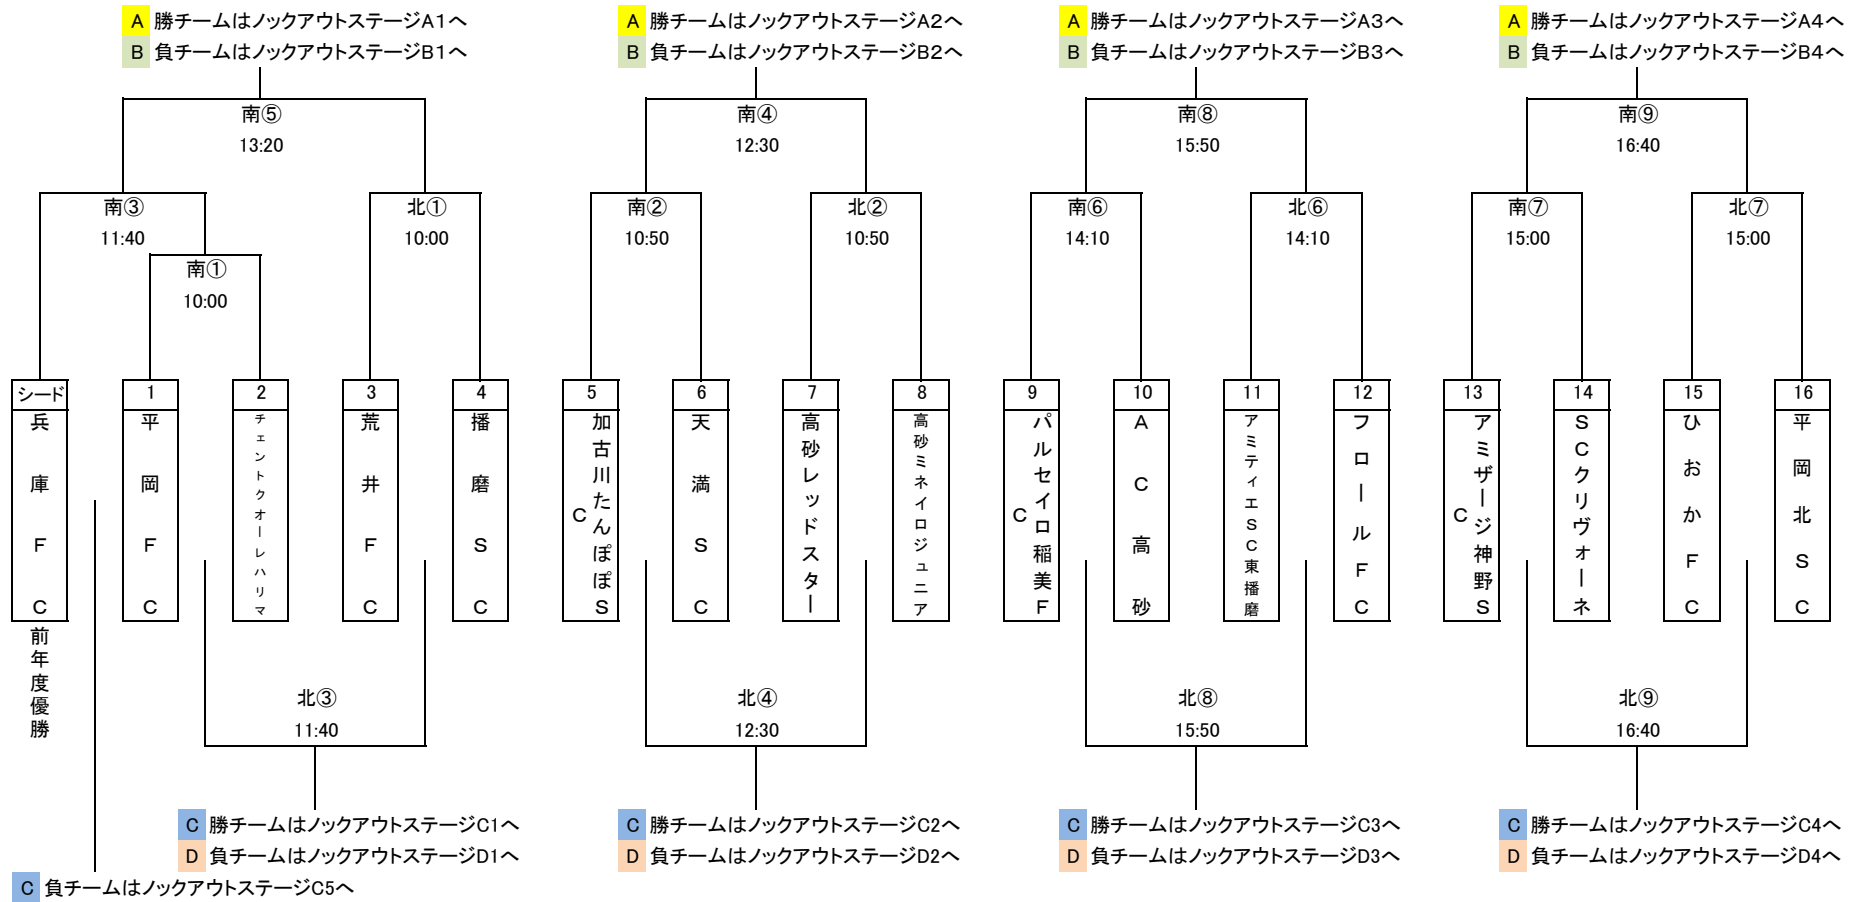 A 勝チームはノックアウトステージA1へ
B 負チームはノックアウトステージB1へ
A 勝チームはノックアウトステージA2へ
B 負チームはノックアウトステージB2へ
A 勝チームはノックアウトステージA3へ
B 負チームはノックアウトステージB3へ
A 勝チームはノックアウトステージA4へ
B 負チームはノックアウトステージB4へ
南⑤
13:20
南④
12:30
南⑧
15:50
南⑨
16:40
南③
11:40
北①
10:00
南②
10:50
北②
10:50
南⑥
14:10
北⑥
14:10
南⑦
15:00
北⑦
15:00
南①
10:00
シード
兵庫FC
前年度優勝
1
平岡FC
2
チェントクオーレハリマ
3
荒井FC
4
播磨SC
5
加古川たんぽぽSC
6
天満SC
7
高砂レッドスター
8
高砂ミネイロジュニア
9
パルセイロ稲美FC
10
AC高砂
11
アミティエSC東播磨
12
フロールFC
13
アミザージ神野SC
14
SCクリヴォーネ
15
ひおかFC
16
平岡北SC
北③
11:40
北④
12:30
北⑧
15:50
北⑨
16:40
C 勝チームはノックアウトステージC1へ
D 負チームはノックアウトステージD1へ
C 勝チームはノックアウトステージC2へ
D 負チームはノックアウトステージD2へ
C 勝チームはノックアウトステージC3へ
D 負チームはノックアウトステージD3へ
C 勝チームはノックアウトステージC4へ
D 負チームはノックアウトステージD4へ
C 負チームはノックアウトステージC5へ